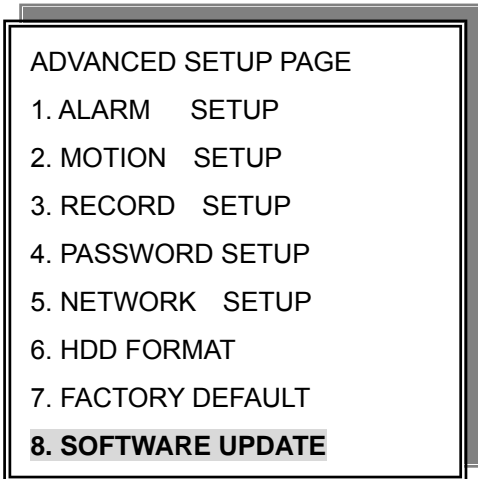 ADVANCED SETUP PAGE
1. ALARM SETUP
2. MOTION SETUP
3. RECORD SETUP
4. PASSWORD SETUP
5. NETWORK SETUP
6. HDD FORMAT
7. FACTORY DEFAULT
8. SOFTWARE UPDATE